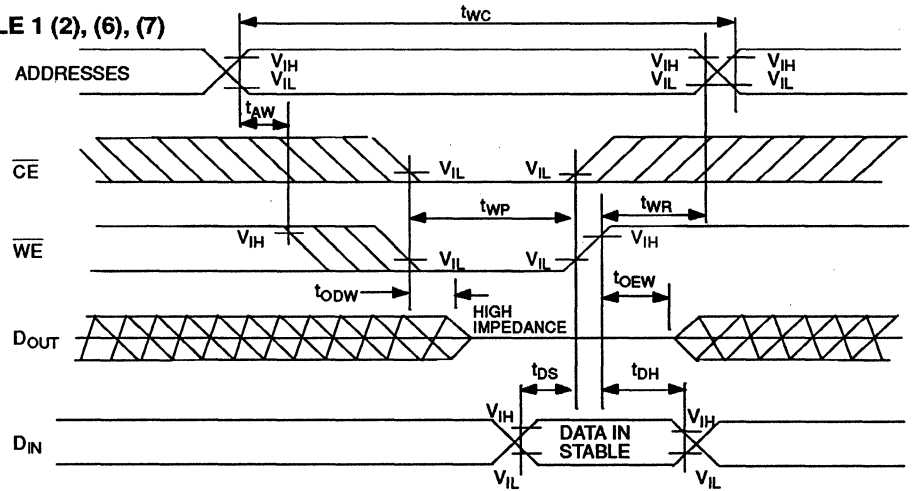 LE 1 (2), (6), (7)
tWC
ADDRESSES
VIH
VIL
VIH
VIL
VIH
VIL
tAW
CE
VIL
VIL
tWP
tWR
WE
VIH
VIL
VIL
VIH
tODW
tOEW
HIGH
IMPEDANCE
DOUT
tDS
tDH
VIH
VIH
DIN
DATA IN
STABLE
VIL
VIL